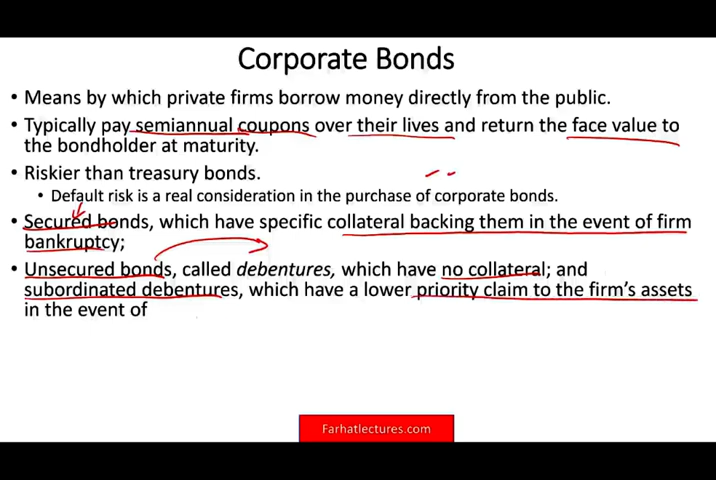 Corporate Bonds
• Means by which private firms borrow money directly from the public.
• Typically pay semiannual coupons over their lives and return the face value to
the bondholder at maturity.
• Riskier than treasury bonds.
• Default risk is a real consideration in the purchase of corporate bonds.
• Secured bonds, which have specific collateral backing them in the event of firm
bankruptcy;
• Unsecured bonds, called debentures, which have no collateral; and
subordinated debentures, which have a lower priority claim to the firm's assets
in the event of
Farhatlectures.com